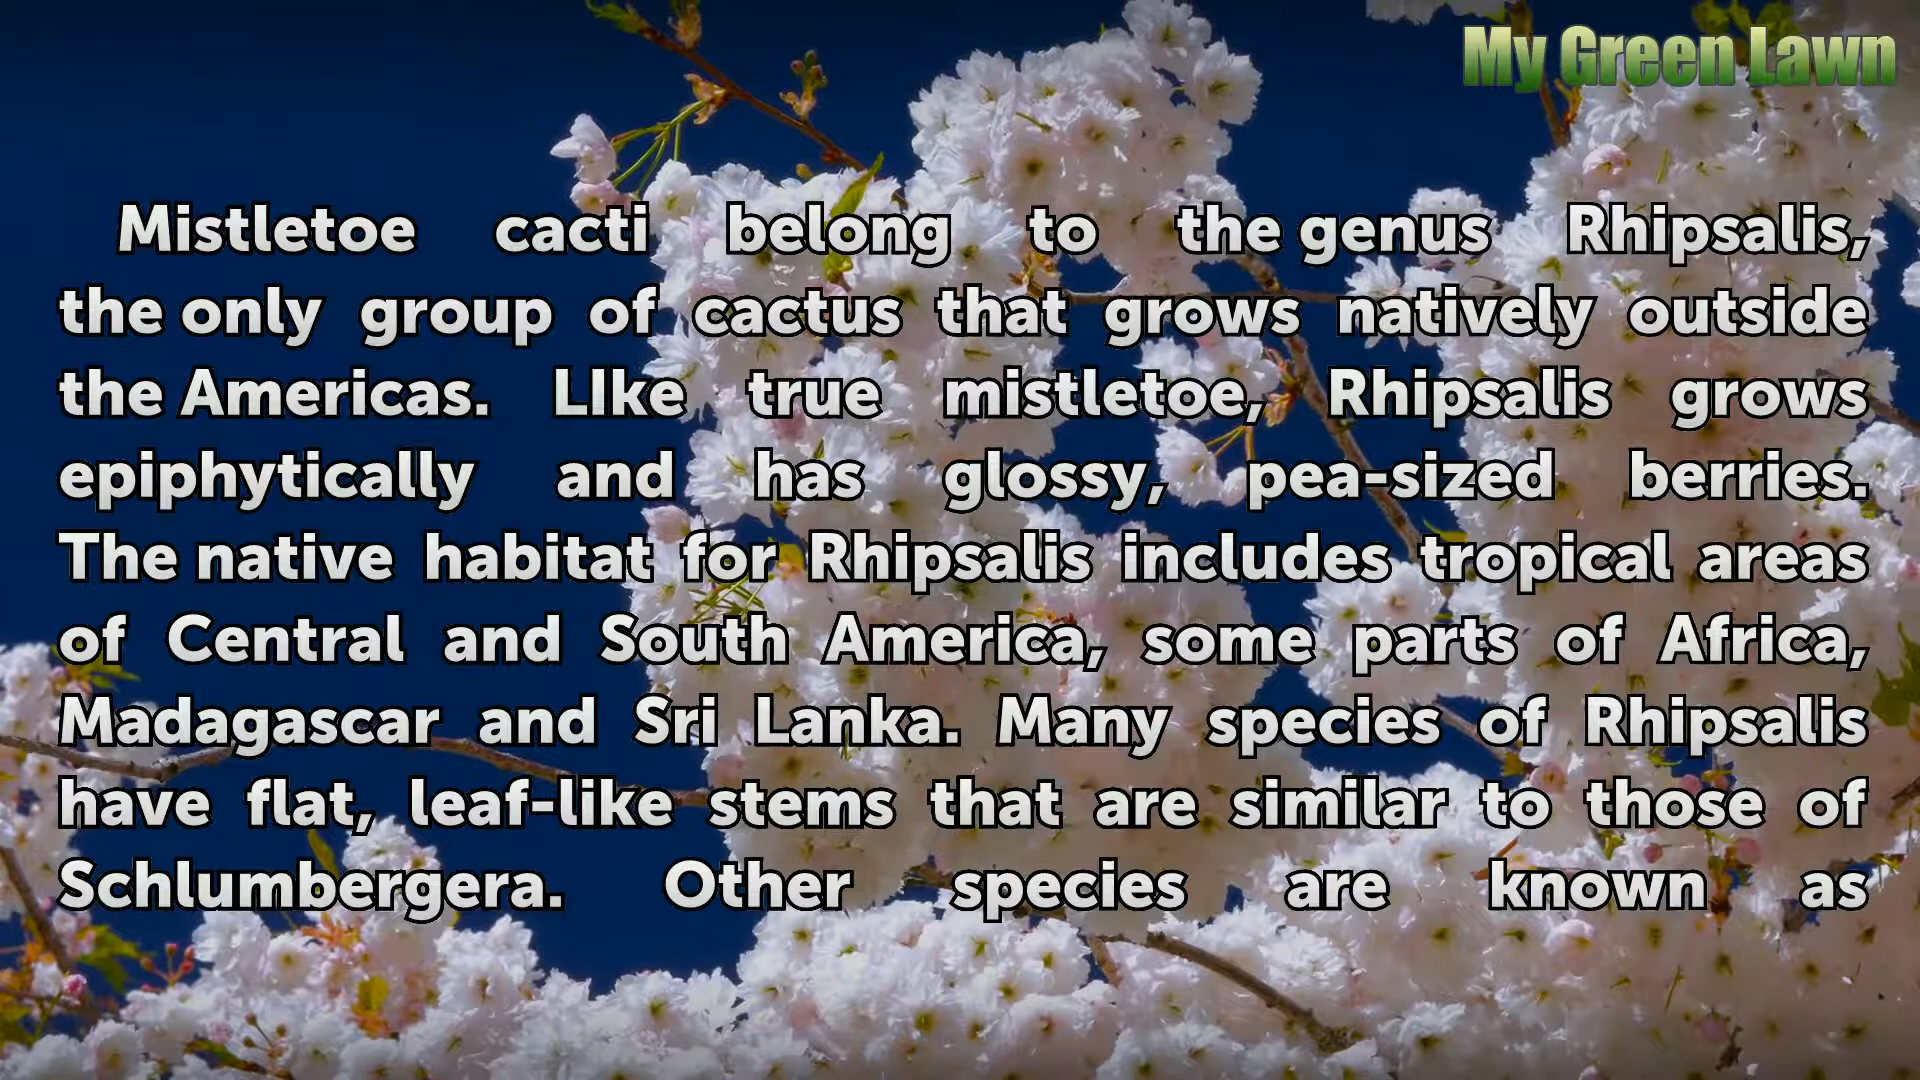 My Green Lawn
Mistletoe cacti belong to the genus Rhipsalis,
the only group of cactus that grows natively outside
the Americas. LIke true mistletoe, Rhipsalis grows
epiphytically and has glossy, pea-sized berries.
The native habitat for Rhipsalis includes tropical areas
of Central and South America, some parts of Africa,
Madagascar and Sri Lanka. Many species of Rhipsalis
have flat, leaf-like stems that are similar to those of
Schlumbergera. Other species are known as